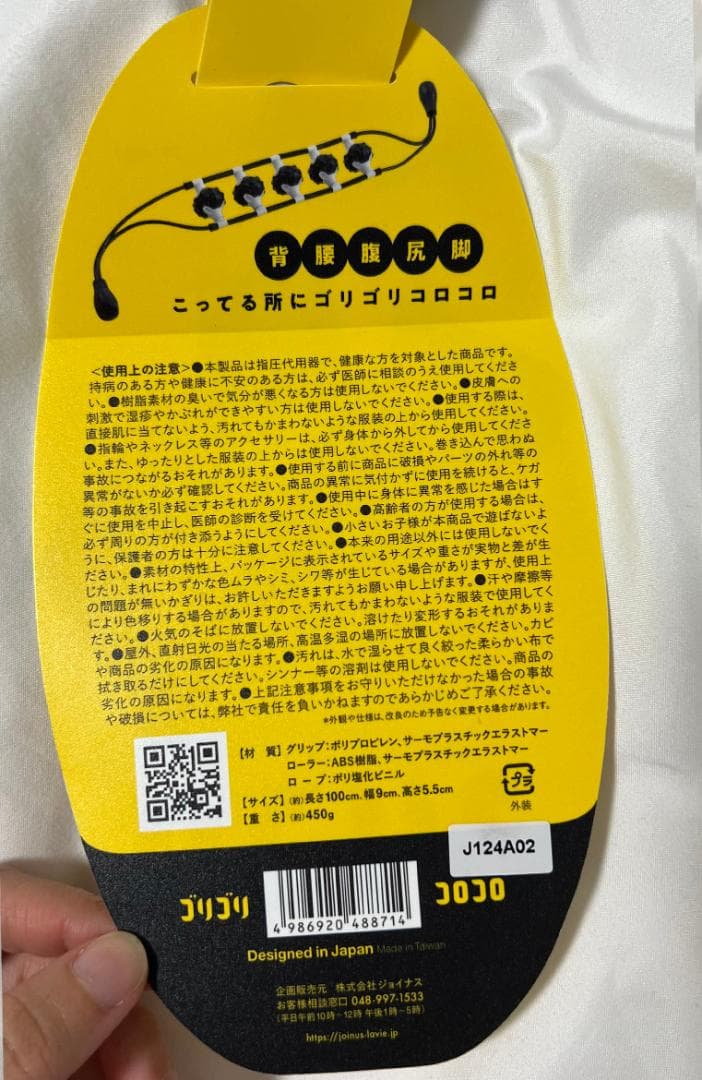 背腰腹尻脚
こってる所にゴリゴリコロコロ
<使用上の注意>●本製品は指圧代用器で、健康な方を対象とした商品です。
持病のある方や健康に不安のある方は、必ず医師に相談のうえ使用してくださ
い。●樹脂素材の臭いで気分が悪くなる方は使用しないでください。●皮膚への
刺激で湿疹やかぶれができやすい方は使用しないでください。●使用する際は、
直接肌に当てないよう、汚れてもかまわないような服装の上から使用してください。
●指輪やネックレス等のアクセサリーは、必ず身体から外してから使用してくださ
い。また、ゆったりとした服装の上からは使用しないでください。巻き込んで思わぬ
事故につながるおそれがあります。●使用する前に商品に破損やパーツの外れ等の
異常がないか必ず確認してください。商品の異常に気付かずに使用を続けると、ケガ
等の事故を引き起こすおそれがあります。●使用中に身体に異常を感じた場合はす
ぐに使用を中止し、医師の診断を受けてください。●高齢者の方が使用する場合は、
必ず周りの方が付き添うようにしてください。●小さいお子様が本商品で遊ばないよ
うに、保護者の方は十分に注意してください。●本来の用途以外には使用しないでく
ださい。●素材の特性上、パッケージに表示されているサイズや重さが実物と差が生
じたり、まれにわずかな色ムラやシミ、シワ等が生じている場合がありますが、使用上
の問題が無いかぎりは、お許しいただきますようお願い申し上げます。●汗や摩擦等
により色移りする場合がありますので、汚れてもかまわないような服装で使用してく
ださい。●火気のそばに放置しないでください。溶けたり変形するおそれがありま
す。●屋外、直射日光の当たる場所、高温多湿の場所に放置しないでください。カビ
や商品の劣化の原因になります。●汚れは、水で湿らせて良く絞った柔らかい布で
拭き取るだけにしてください。シンナー等の溶剤は使用しないでください。商品の
劣化の原因になります。●上記注意事項をお守りいただけなかった場合の事故
や破損については、弊社で責任を負いかねますのであらかじめご了承ください。
※外観や仕様は、改良のため予告なく変更する場合があります。
【材 質】グリップ:ポリプロピレン、サーモプラスチックエラストマー
ローラー:ABS樹脂、サーモプラスチックエラストマー
ロープ:ポリ塩化ビニル
【サイズ】(約)長さ100cm、幅9cm、高さ5.5cm
【重 さ】(約)450g
プラ
外装
J124A02
ゴリゴリ コロコロ
4 986920 488714
Designed in Japan Made in Taiwan
企画販売元 株式会社ジョイナス
お客様相談窓口 048-997-1533
(平日午前10時~12時 午後1時~5時)
https://joinus.lavie.jp